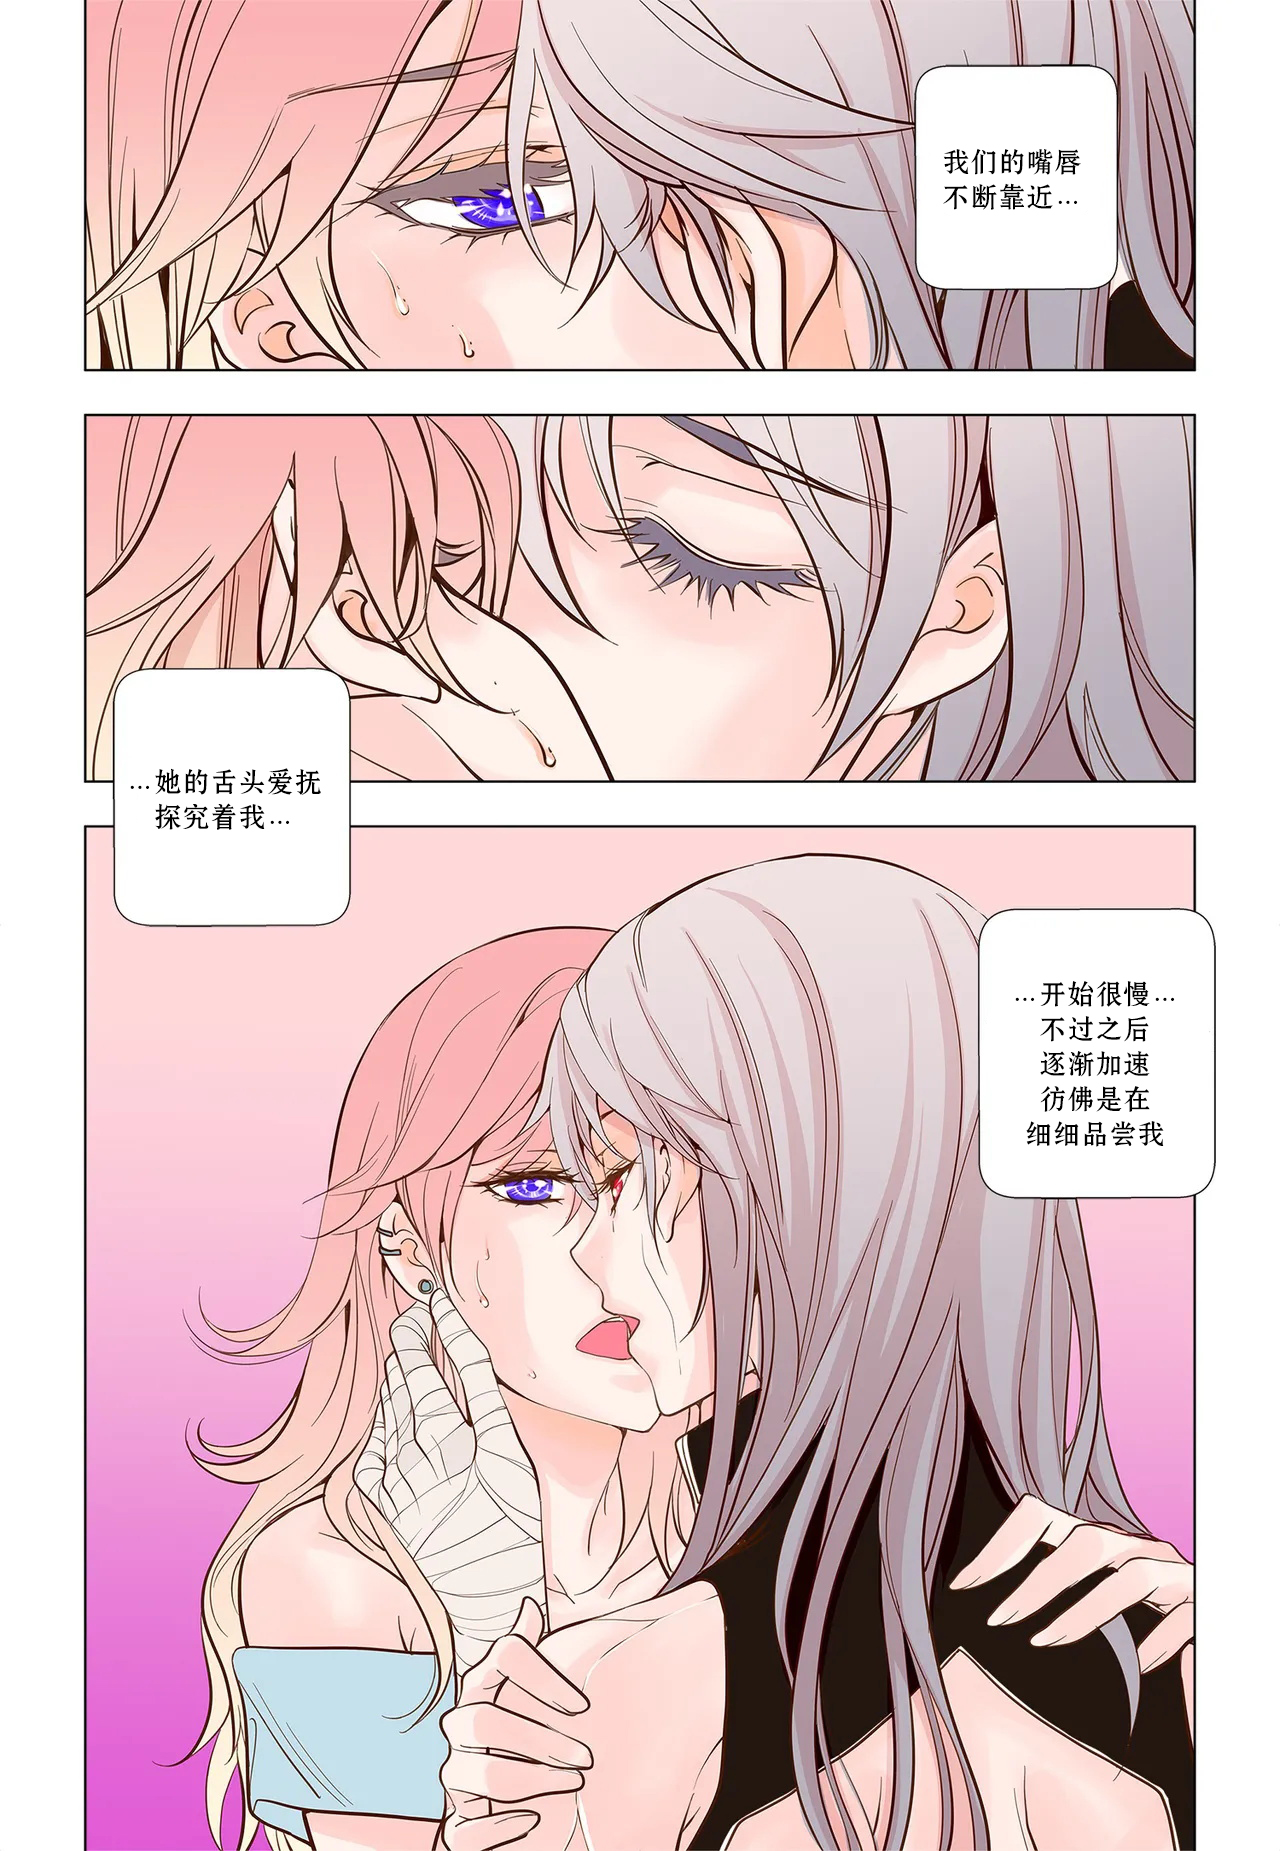 我们的嘴唇
不断靠近…
…她的舌头爱抚
探究着我…
…开始很慢…
不过之后
逐渐加速
彷佛是在
细细品尝我